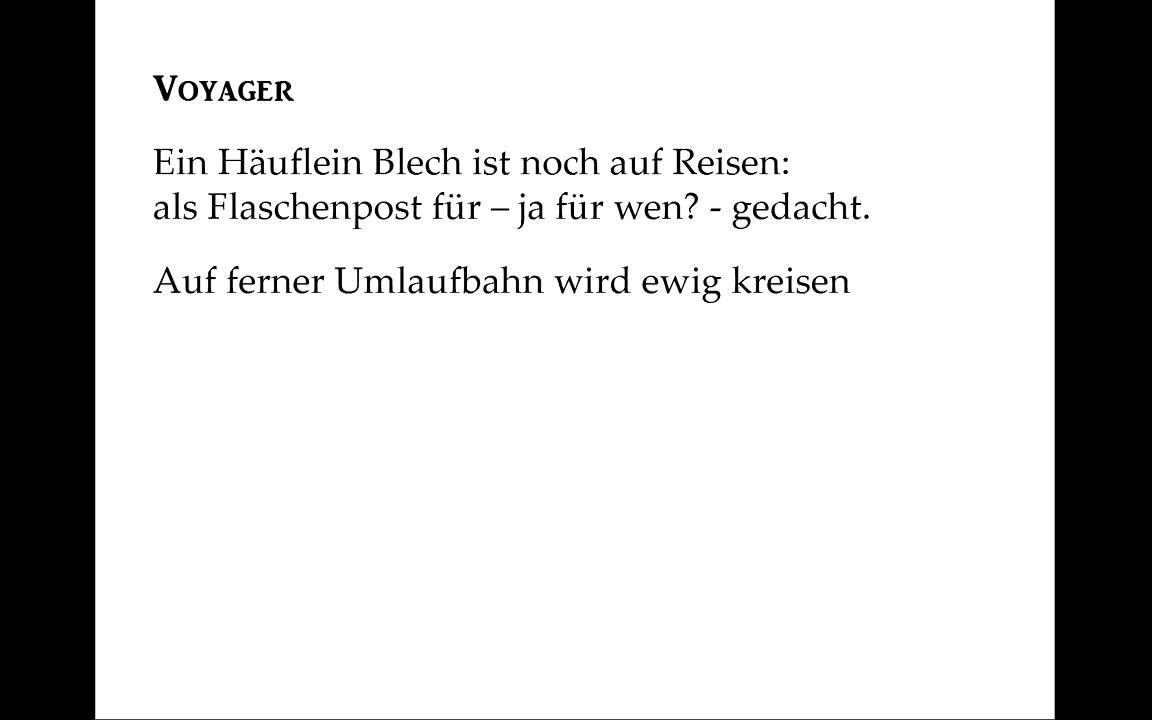 VOYAGER
Ein Häuflein Blech ist noch auf Reisen:
als Flaschenpost für – ja für wen? - gedacht.
Auf ferner Umlaufbahn wird ewig kreisen